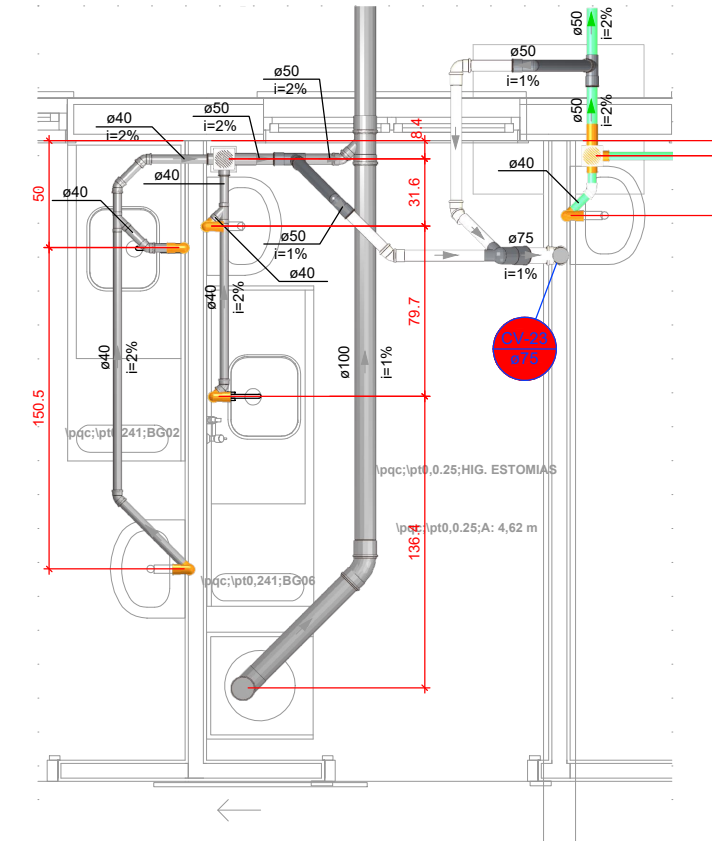 ø50
i=2%
ø50
i=1%
ø50
i=2%
ø50
i=2%
ø50
i=2%
ø40
i=2%
8.4
ø40
ø40
ø40
50
31.6
ø50
i=1%
ø75
i=1%
ø40
ø40
i=2%
79.7
CV-23
ø75
ø40
i=2%
ø100
i=1%
150.5
\pqc;\pt0,241;BG02
\pqc;\pt0,0.25;HIG. ESTOMIAS
\pqc;\pt0,0.25;A: 4,62 m
136.4
\pqc;\pt0,241;BG06